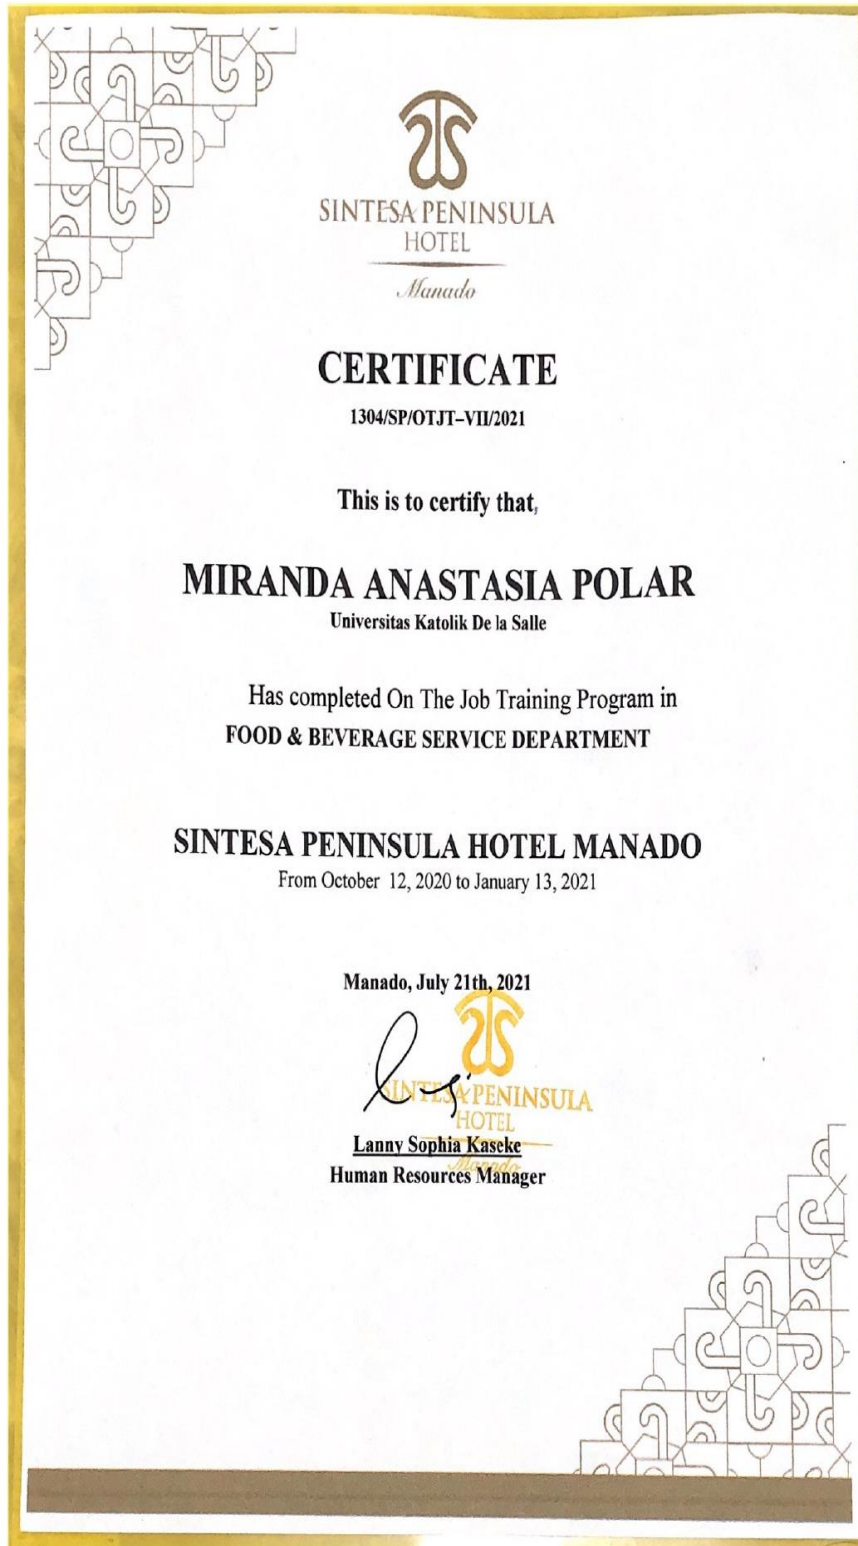 SINTESA PENINSULA
HOTEL
Manado
CERTIFICATE
1304/SP/OTJT–VII/2021
This is to certify that,
MIRANDA ANASTASIA POLAR
Universitas Katolik De la Salle
Has completed On The Job Training Program in
FOOD & BEVERAGE SERVICE DEPARTMENT
SINTESA PENINSULA HOTEL MANADO
From October 12, 2020 to January 13, 2021
Manado, July 21th, 2021
SINTESA PENINSULA
HOTEL
Lanny Sophia Kaseke
Manado
Human Resources Manager